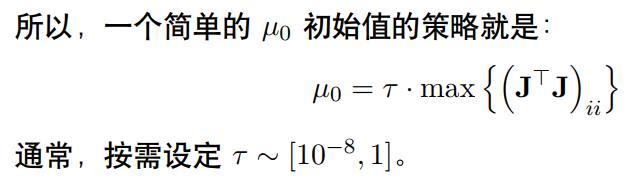 所以，一个简单的 μ₀ 初始值的策略就是：
μ₀ = τ · max { (J⊤J)ᵢᵢ }
通常，按需设定 τ ∼ [10⁻⁸, 1]。